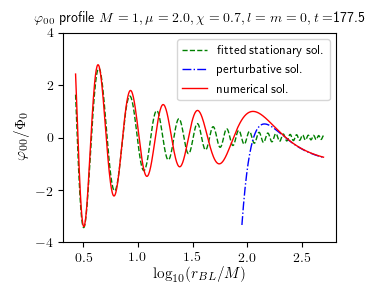 φ₀₀ profile M = 1, μ = 2.0, χ = 0.7, l = m = 0, t =177.5
φ₀₀/Φ₀
4
2
0
−2
−4
fitted stationary sol.
perturbative sol.
numerical sol.
0.5 1.0 1.5 2.0 2.5
log₁₀(r_BL/M)